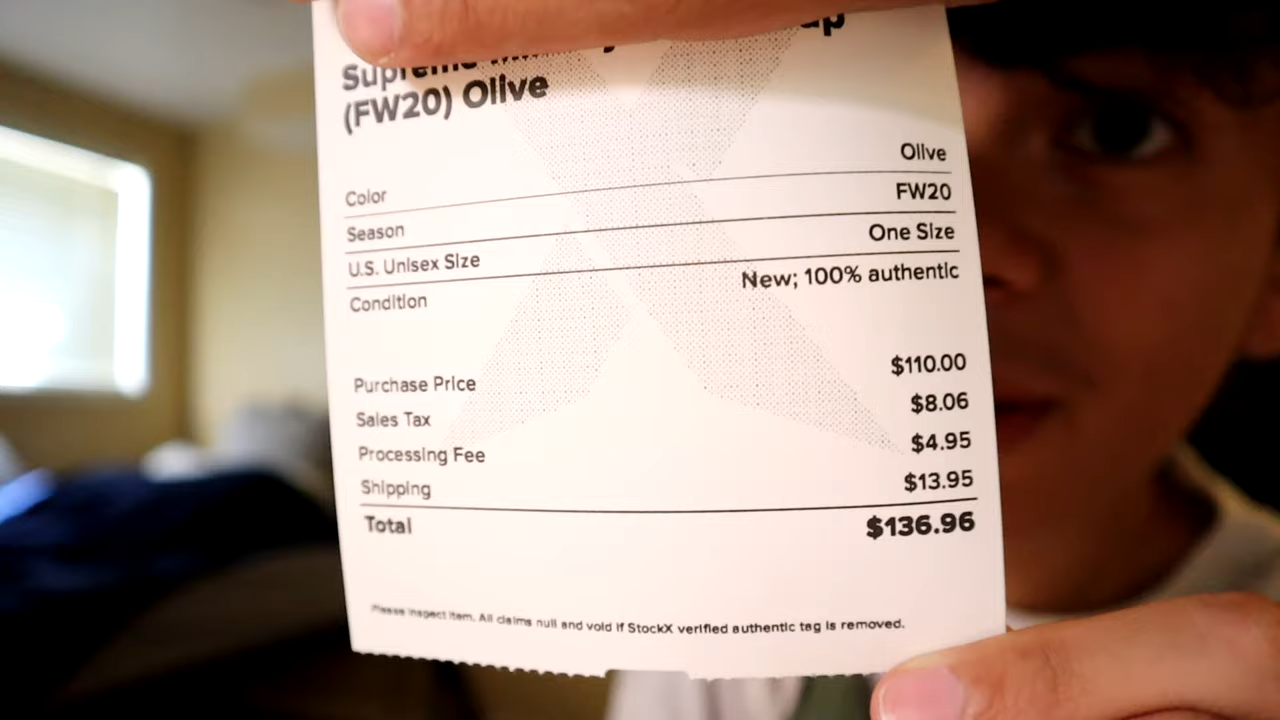 Supreme
(FW20) Olive
Color Olive
Season FW20
U.S. Unisex Size One Size
Condition New; 100% authentic
Purchase Price $110.00
Sales Tax $8.06
Processing Fee $4.95
Shipping $13.95
Total $136.96
Please inspect item. All claims null and void if StockX verified authentic tag is removed.